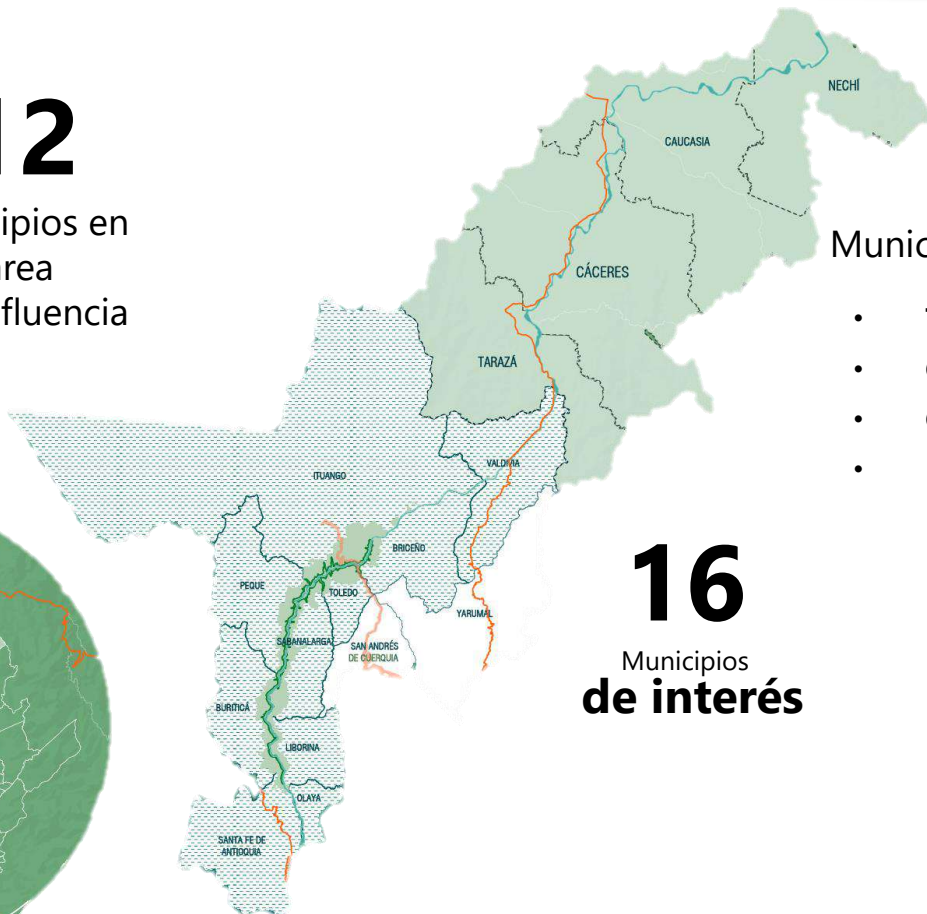 12
ipios en
área
fluencia
NECHÍ
CAUCASIA
Munic
CÁCERES
TARAZÁ
ITUANGO
VALDIVIA
BRICEÑO
PEQUE
TOLEDO
SABANALARGA
SAN ANDRÉS
DE CUERQUIA
YARUMAL
BURITICÁ
LIBORINA
OLAYA
SANTA FE DE
ANTIOQUIA
16
Municipios
de interés